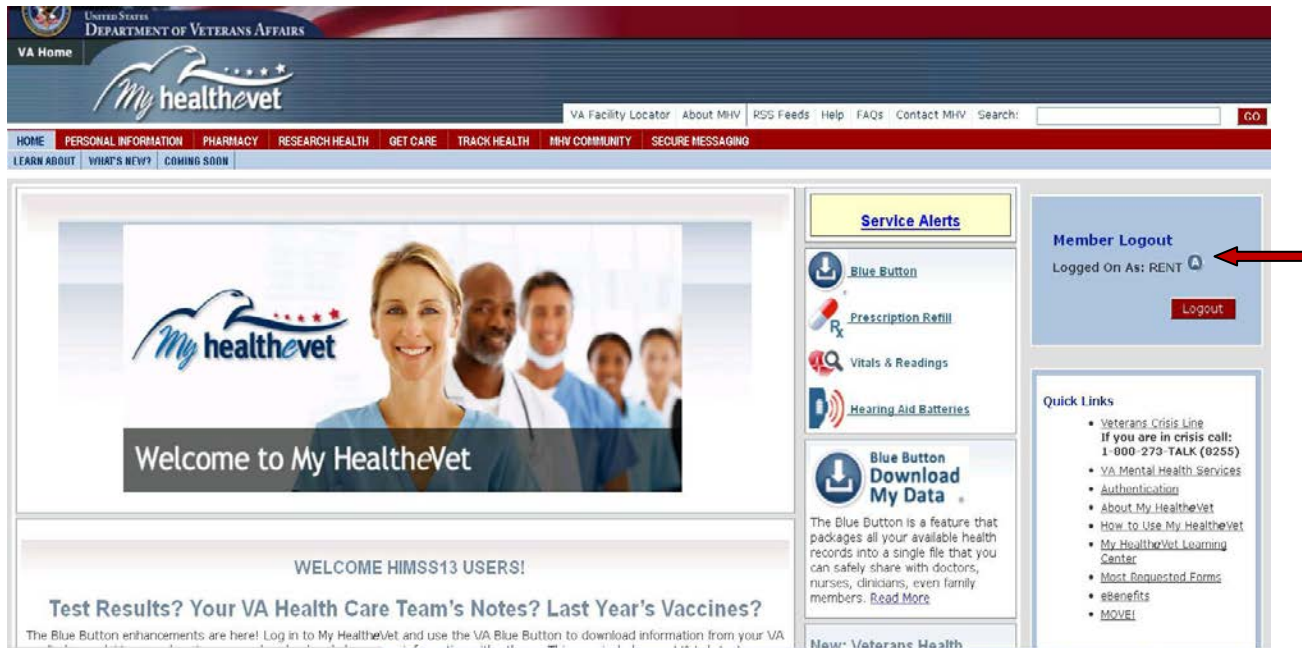 UNITED STATES
DEPARTMENT OF VETERANS AFFAIRS
VA Home
My healthevet
VA Facility Locator About MHV RSS Feeds Help FAQs Contact MHV Search: GO
HOME PERSONAL INFORMATION PHARMACY RESEARCH HEALTH GET CARE TRACK HEALTH MHV COMMUNITY SECURE MESSAGING
LEARN ABOUT WHAT'S NEW? COMING SOON
My healthevet
Welcome to My HealtheVet
WELCOME HIMSS13 USERS!
Test Results? Your VA Health Care Team's Notes? Last Year's Vaccines?
The Blue Button enhancements are here! Log in to My HealtheVet and use the VA Blue Button to download information from your VA
Service Alerts
Blue Button
Rx Prescription Refill
Vitals & Readings
Hearing Aid Batteries
Blue Button
Download
My Data
The Blue Button is a feature that
packages all your available health
records into a single file that you
can safely share with doctors,
nurses, clinicians, even family
members. Read More
New: Veterans Health
Member Logout
Logged On As: RENT A
Logout
Quick Links
Veterans Crisis Line
If you are in crisis call:
1-800-273-TALK (8255)
VA Mental Health Services
Authentication
About My HealtheVet
How to Use My HealtheVet
My HealtheVet Learning
Center
Most Requested Forms
eBenefits
MOVE!